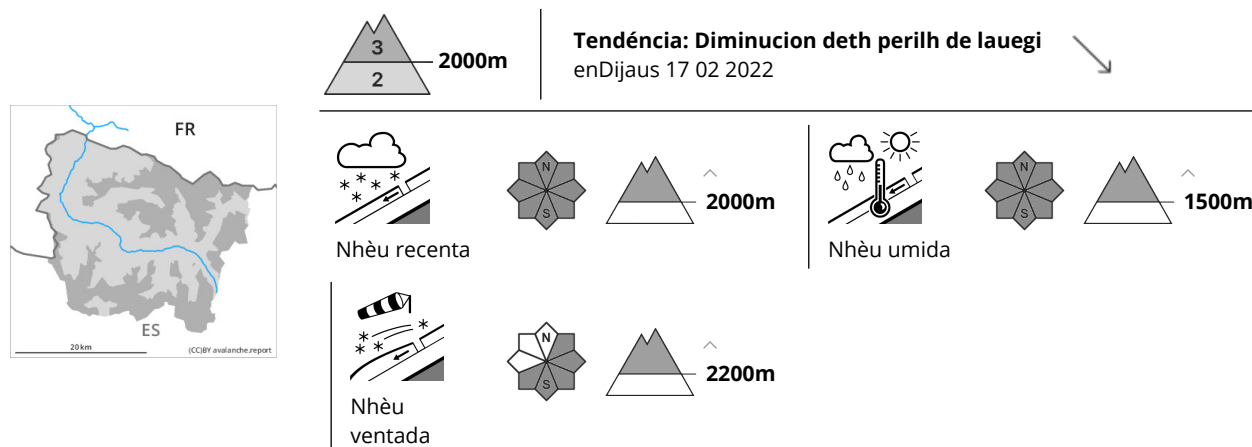 3
2
2000m
Tendéncia: Diminucion deth perilh de lauegi
enDijaus 17 02 2022
FR
ES
20 km
(CC)BY avalanche.report
N
S
2000m
Nhèu recenta
N
S
1500m
Nhèu umida
N
S
2200m
Nhèu
ventada